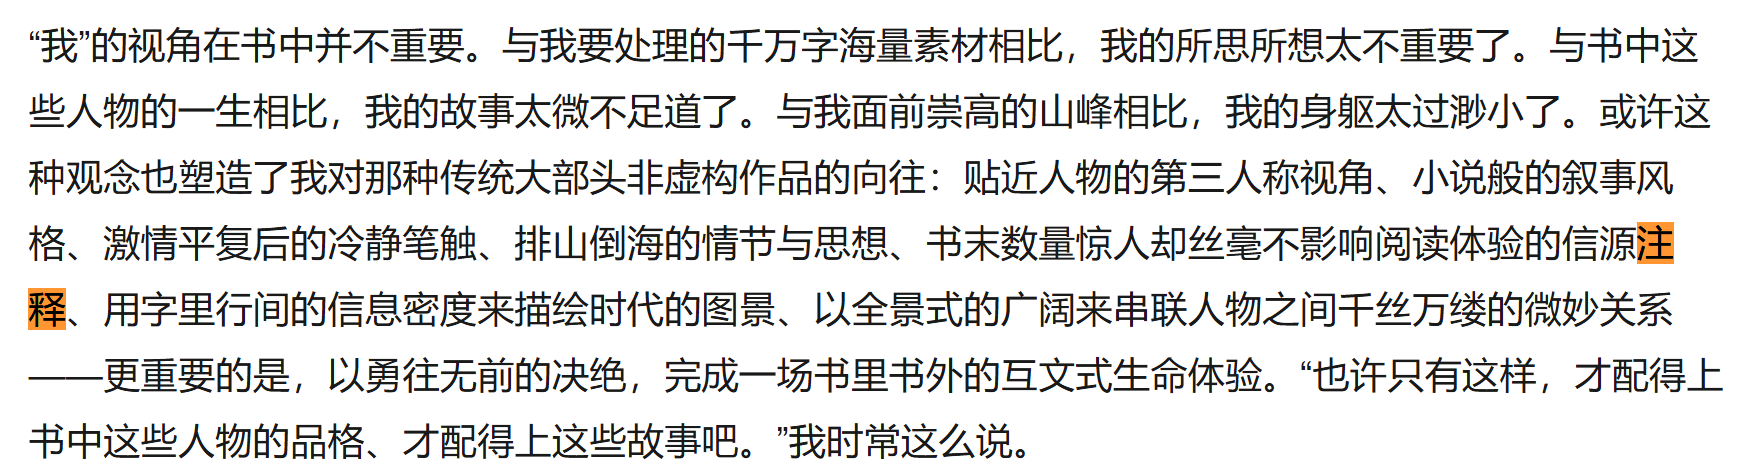 “我”的视角在书中并不重要。与我要处理的千万字海量素材相比，我的所思所想太不重要了。与书中这
些人物的一生相比，我的故事太微不足道了。与我面前崇高的山峰相比，我的身躯太过渺小了。或许这
种观念也塑造了我对那种传统大部头非虚构作品的向往：贴近人物的第三人称视角、小说般的叙事风
格、激情平复后的冷静笔触、排山倒海的情节与思想、书末数量惊人却丝毫不影响阅读体验的信源注
释、用字里行间的信息密度来描绘时代的图景、以全景式的广阔来串联人物之间千丝万缕的微妙关系
——更重要的是，以勇往无前的决绝，完成一场书里书外的互文式生命体验。“也许只有这样，才配得上
书中这些人物的品格、才配得上这些故事吧。”我时常这么说。